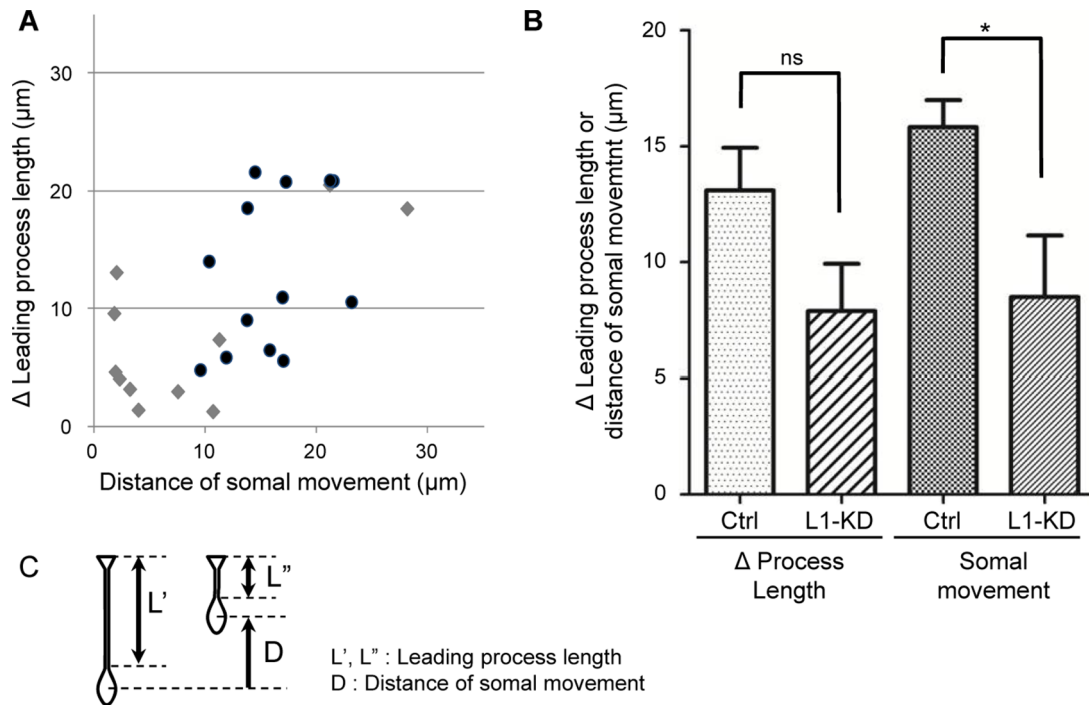 A
Δ Leading process length (µm)
30
20
10
0
0 10 20 30
Distance of somal movement (µm)
B
Δ Leading process length or
distance of somal movemtnt (µm)
20
15
10
5
0
ns
*
Ctrl L1-KD Ctrl L1-KD
Δ Process
Length
Somal
movement
C
L’
L”
D
L’, L” : Leading process length
D : Distance of somal movement